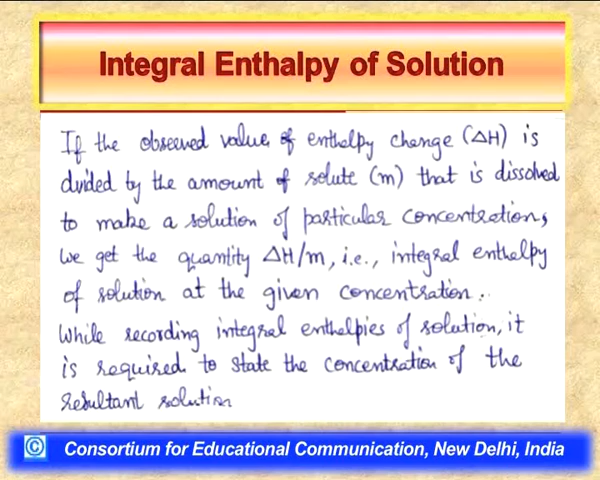 Integral Enthalpy of Solution
If the observed value of enthalpy change (ΔH) is
divided by the amount of solute (m) that is dissolved
to make a solution of particular concentration,
we get the quantity ΔH/m, i.e., integral enthalpy
of solution at the given concentration.
While recording integral enthalpies of solution, it
is required to state the concentration of the
resultant solution
© Consortium for Educational Communication, New Delhi, India